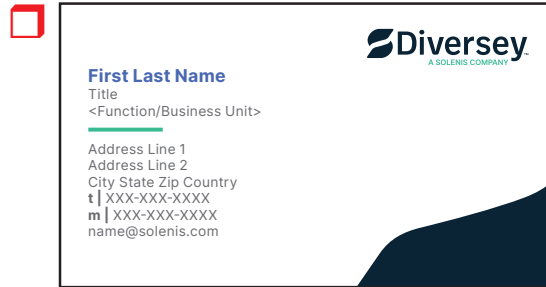 Diversey™
A SOLENIS COMPANY
First Last Name
Title
<Function/Business Unit>
Address Line 1
Address Line 2
City State Zip Country
t | XXX-XXX-XXXX
m | XXX-XXX-XXXX
name@solenis.com